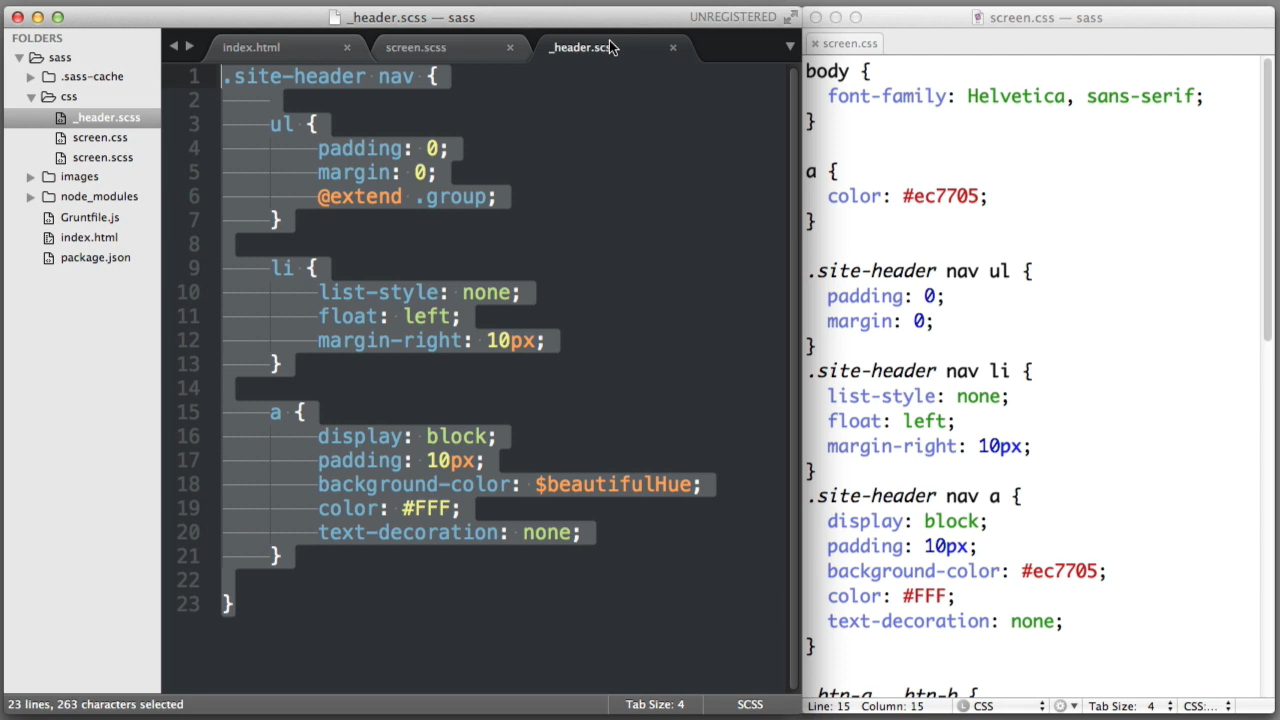 _header.scss — sass
UNREGISTERED
FOLDERS
sass
.sass-cache
css
_header.scss
screen.css
screen.scss
images
node_modules
Gruntfile.js
index.html
package.json
index.html
screen.scss
_header.scss
1 .site-header nav {
2
3 ul {
4 padding: 0;
5 margin: 0;
6 @extend .group;
7 }
8
9 li {
10 list-style: none;
11 float: left;
12 margin-right: 10px;
13 }
14
15 a {
16 display: block;
17 padding: 10px;
18 background-color: $beautifulHue;
19 color: #FFF;
20 text-decoration: none;
21 }
22
23 }
23 lines, 263 characters selected
Tab Size: 4
SCSS
screen.css — sass
screen.css
body {
font-family: Helvetica, sans-serif;
}
a {
color: #ec7705;
}
.site-header nav ul {
padding: 0;
margin: 0;
}
.site-header nav li {
list-style: none;
float: left;
margin-right: 10px;
}
.site-header nav a {
display: block;
padding: 10px;
background-color: #ec7705;
color: #FFF;
text-decoration: none;
}
.btn-a, .btn-b {
Line: 15 Column: 15
CSS
Tab Size: 4
CSS:...